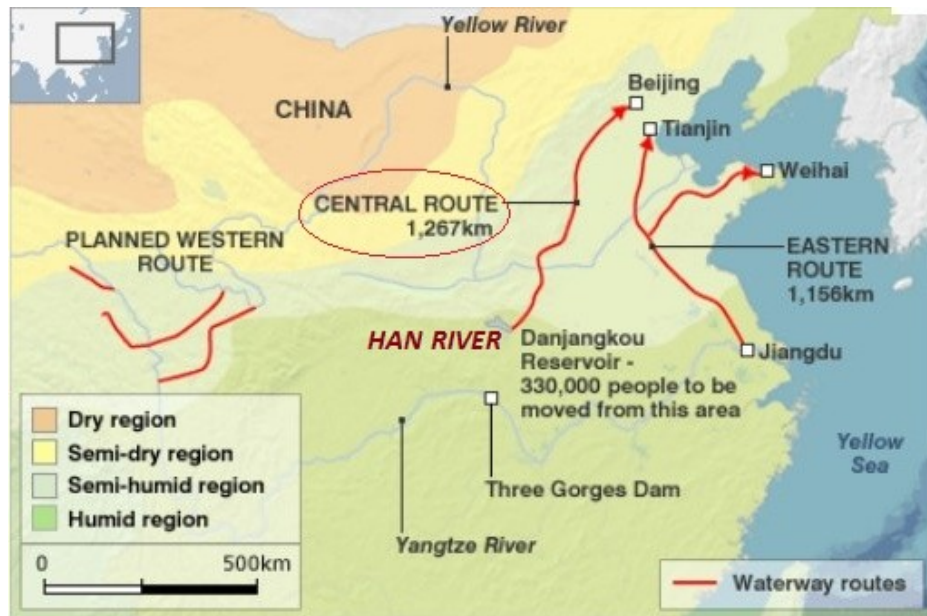 Yellow River
Beijing
CHINA
Tianjin
Weihai
CENTRAL ROUTE
1,267km
PLANNED WESTERN
ROUTE
EASTERN
ROUTE
1,156km
HAN RIVER
Danjangkou
Reservoir -
330,000 people to be
moved from this area
Jiangdu
Dry region
Semi-dry region
Semi-humid region
Humid region
Yellow
Sea
Three Gorges Dam
Yangtze River
0
500km
Waterway routes